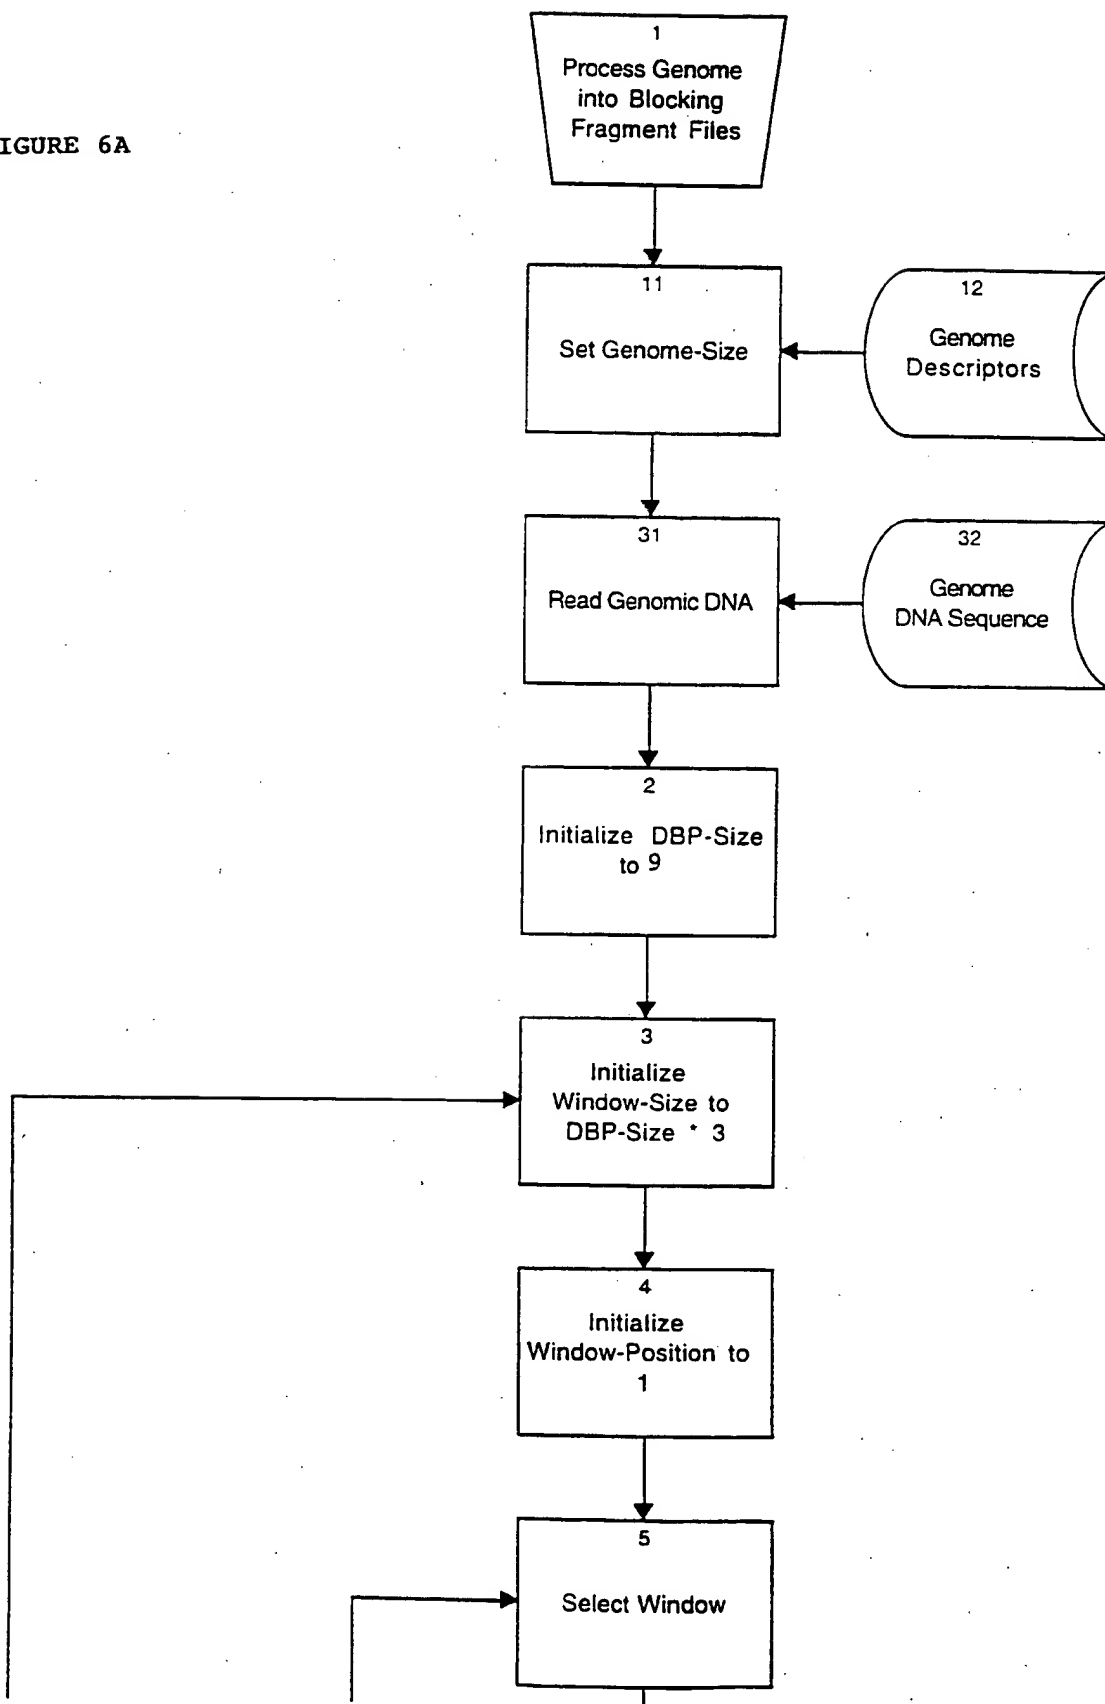 1
Process Genome
into Blocking
Fragment Files
IGURE 6A
11
Set Genome-Size
12
Genome
Descriptors
31
Read Genomic DNA
32
Genome
DNA Sequence
2
Initialize DBP-Size
to 9
3
Initialize
Window-Size to
DBP-Size * 3
4
Initialize
Window-Position to
1
5
Select Window